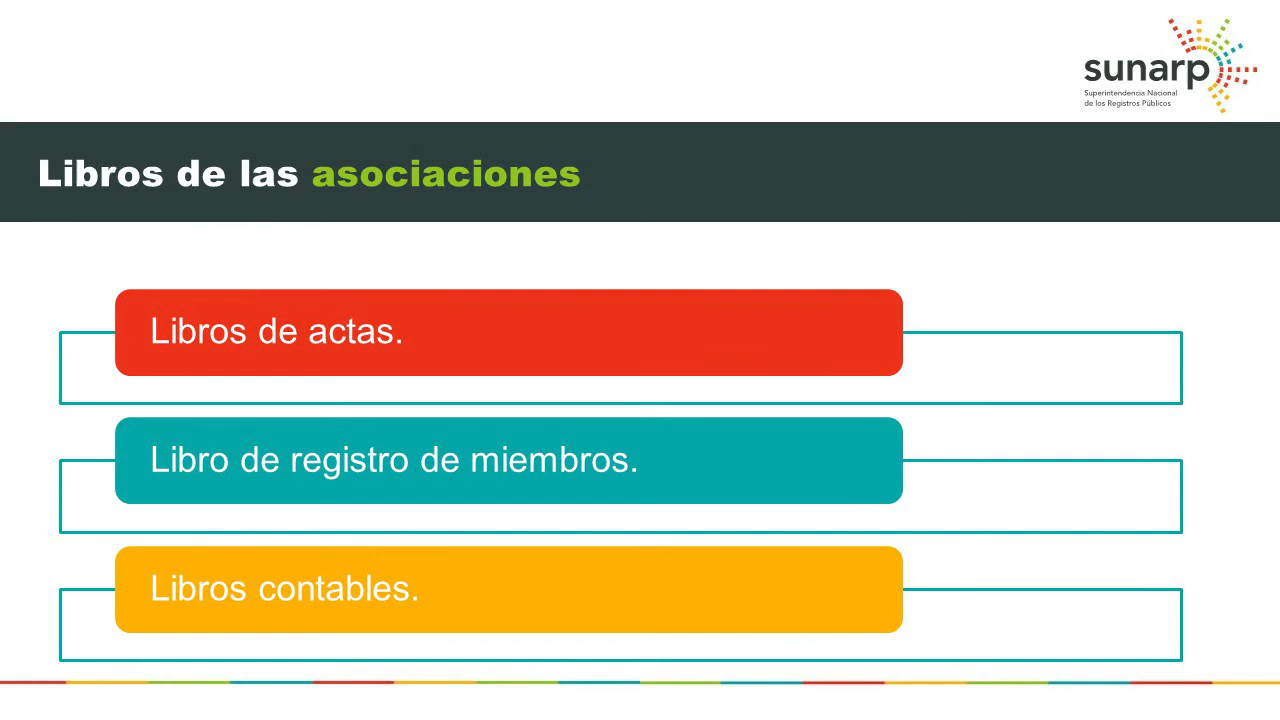 sunarp
Superintendencia Nacional
de los Registros Públicos
Libros de las asociaciones
Libros de actas.
Libro de registro de miembros.
Libros contables.